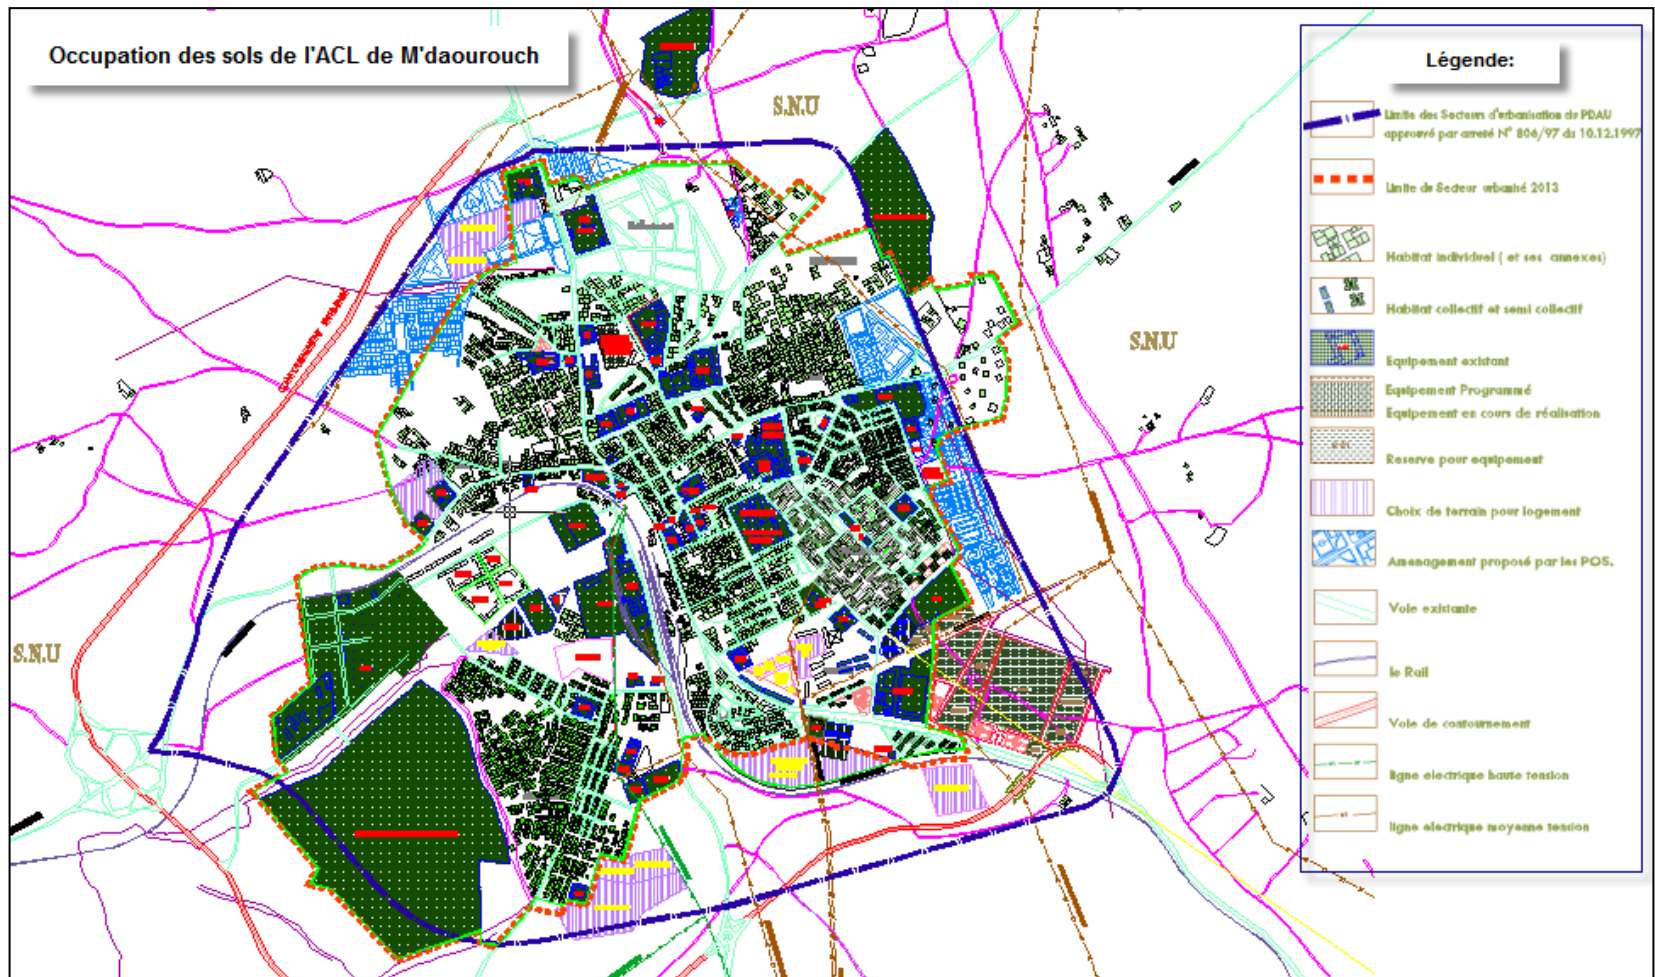 Occupation des sols de l'ACL de M'daourouch
S.N.U
S.N.U
S.N.U
Légende:
Limite des Secteurs d'urbanisation du PDAU
approuvé par arreté N° 806/97 du 10.12.1997
Limite du Secteur urbanisé 2013
Habitat individuel ( et ses annexes)
Habitat collectif et semi collectif
Equipement existant
Equipement Programmé
Equipement en cours de réalisation
Reserve pour equipement
Choix de terrain pour logement
Amenagement proposé par les POS.
Voie existante
le Rail
Voie de contournement
ligne electrique haute tension
ligne electrique moyenne tension